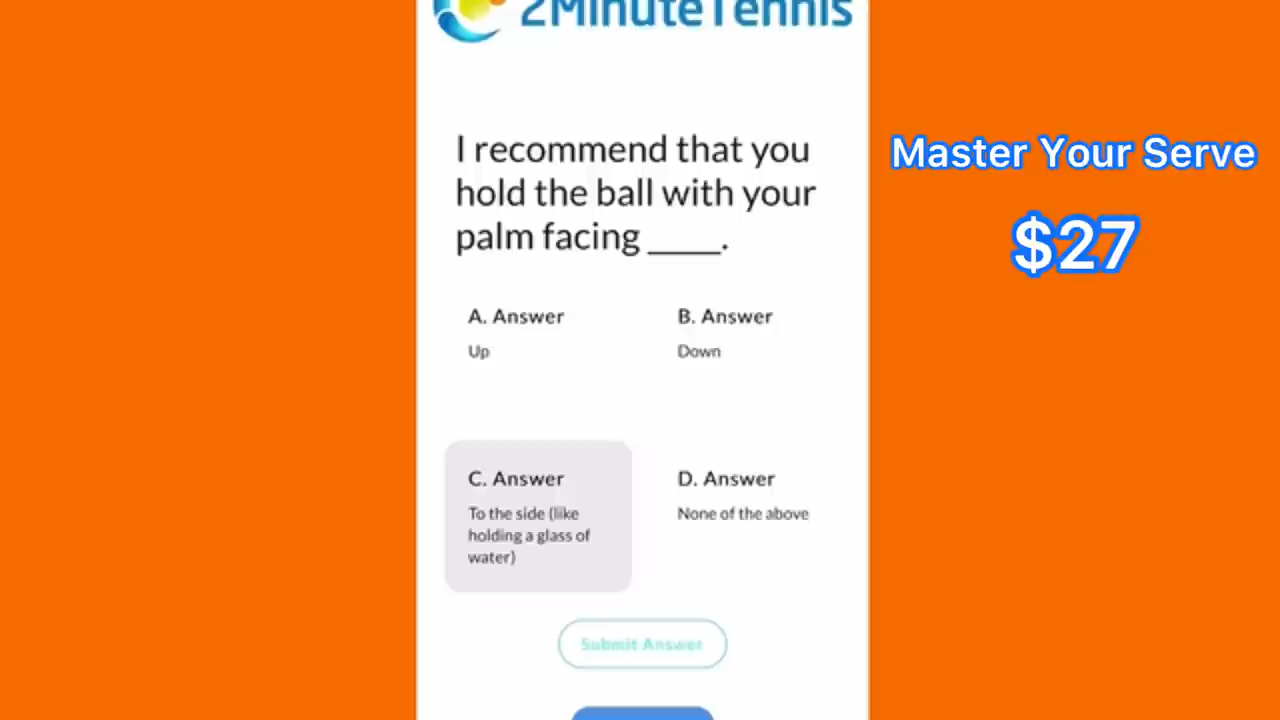 2MinuteTennis
I recommend that you
hold the ball with your
palm facing _____.
A. Answer
Up
B. Answer
Down
C. Answer
To the side (like
holding a glass of
water)
D. Answer
None of the above
Submit Answer
Master Your Serve
$27